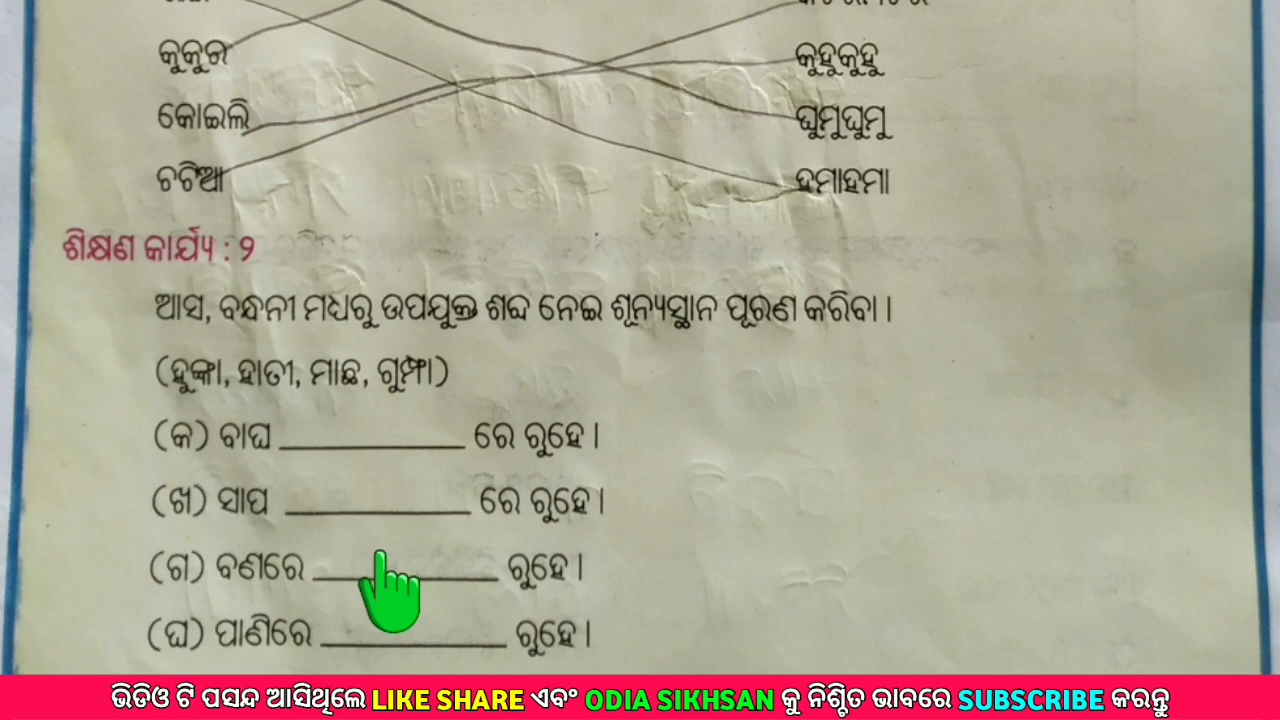 କୁକୁର
କୁହୁକୁହୁ
କୋଇଲି
ଘୁମୁଘୁମୁ
ଚଟିଆ
ହମାହମା
ଶିକ୍ଷଣ କାର୍ଯ୍ୟ : ୨
ଆସ, ବନ୍ଧନୀ ମଧ୍ୟରୁ ଉପଯୁକ୍ତ ଶବ୍ଦ ନେଇ ଶୂନ୍ୟସ୍ଥାନ ପୂରଣ କରିବା ।
(ହୁଙ୍କା, ହାତୀ, ମାଛ, ଗୁମ୍ଫା)
(କ) ବାଘ ____________ ରେ ରୁହେ ।
(ଖ) ସାପ ____________ ରେ ରୁହେ ।
(ଗ) ବଣରେ ____________ ରୁହେ ।
(ଘ) ପାଣିରେ ____________ ରୁହେ ।
ଭିଡିଓ ଟି ପସନ୍ଦ ଆସିଥିଲେ LIKE SHARE ଏବଂ ODIA SIKHSAN କୁ ନିଶ୍ଚିତ ଭାବରେ SUBSCRIBE କରନ୍ତୁ